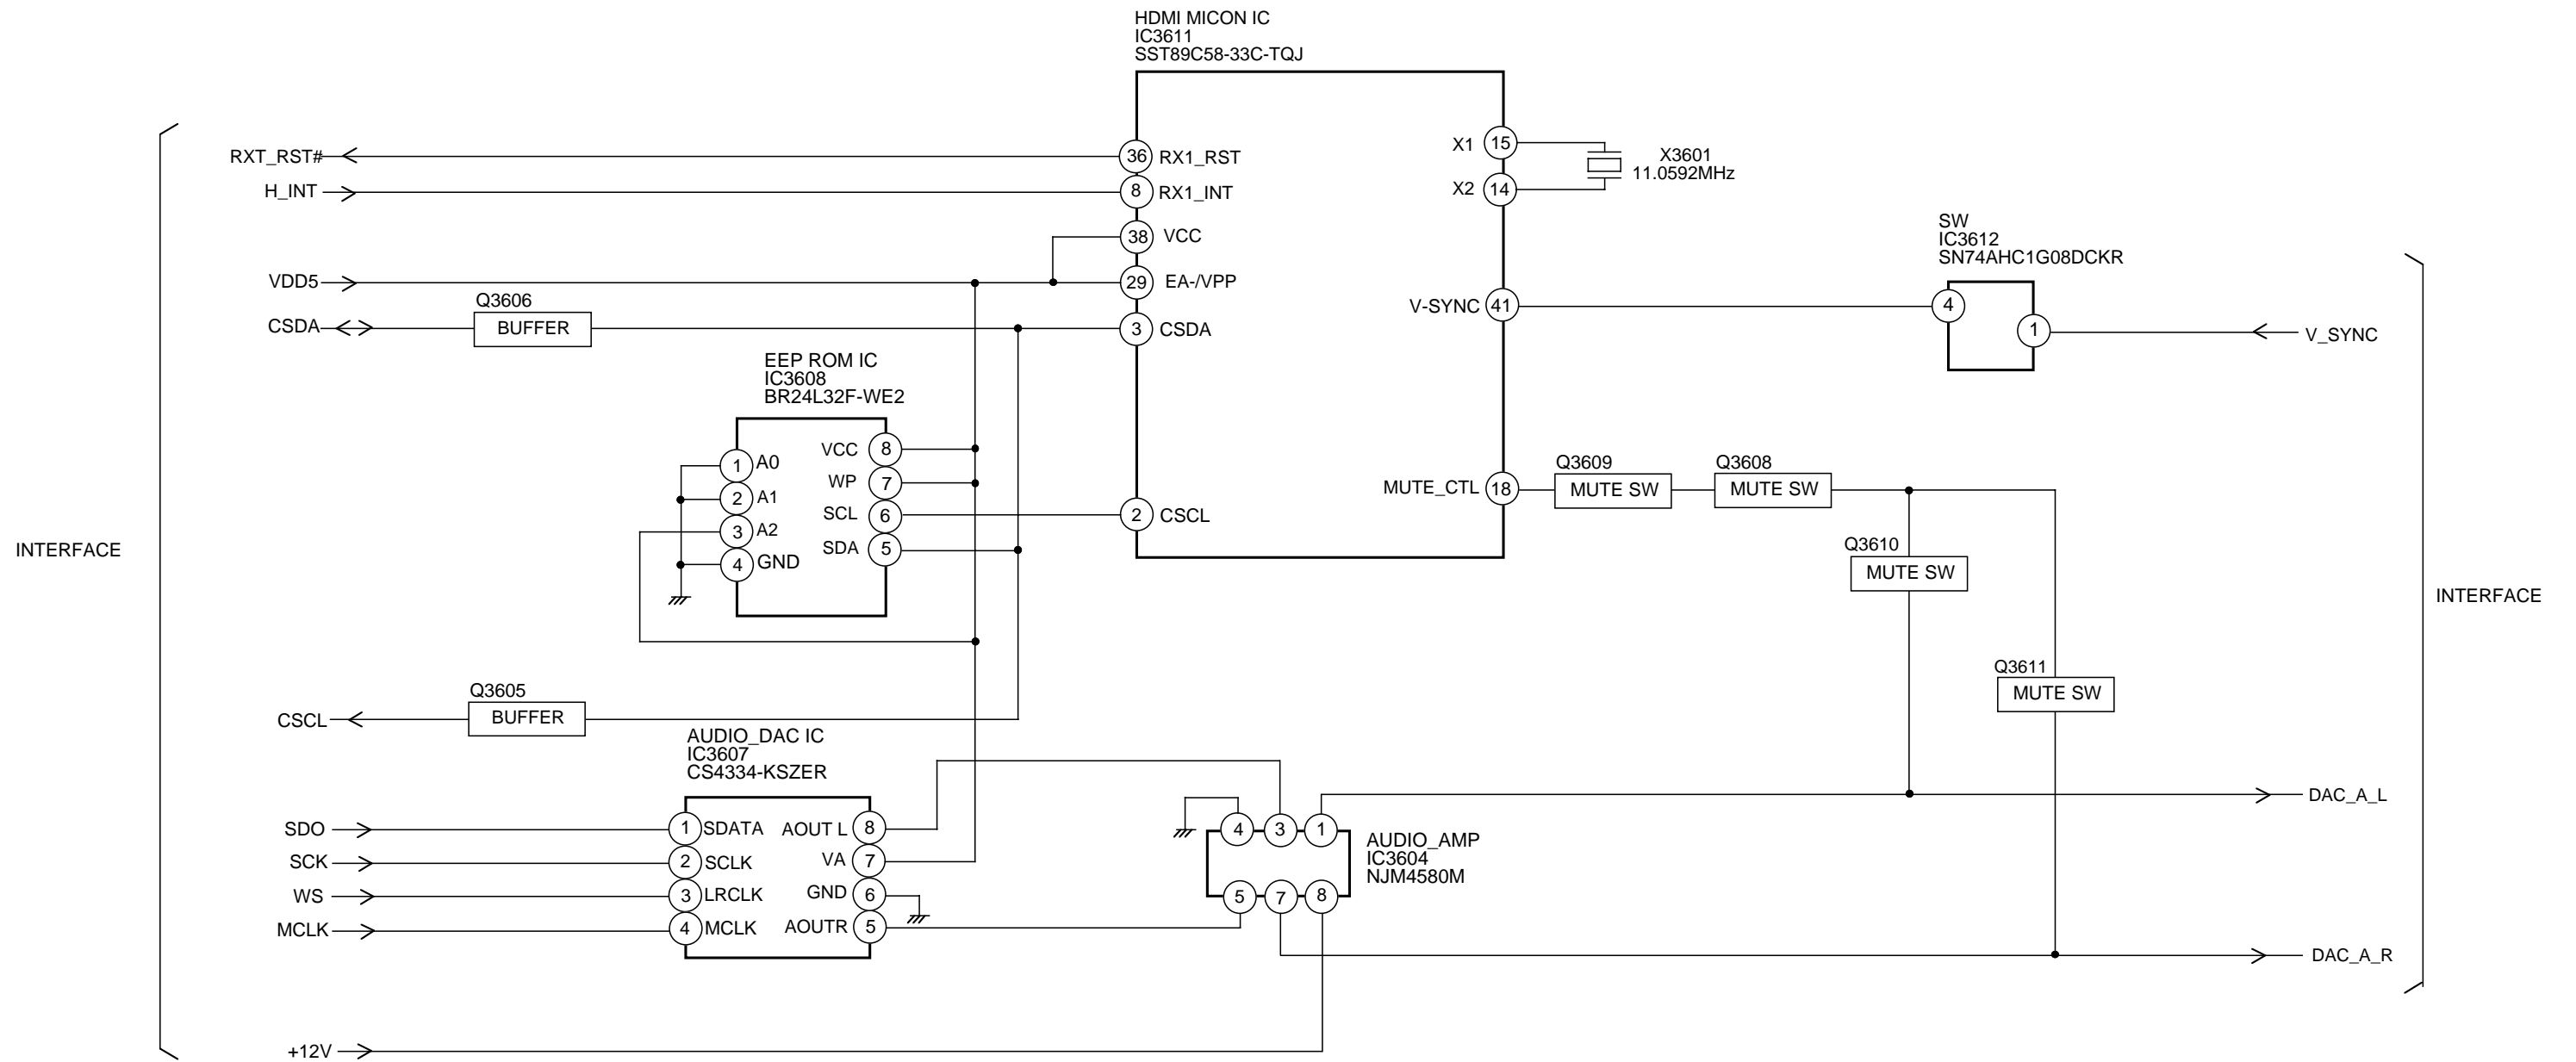 HDMI MICON IC
IC3611
SST89C58-33C-TQJ
RXT_RST#
36
RX1_RST
H_INT
8
RX1_INT
38
VCC
VDD5
29
EA-/VPP
CSDA
Q3606
BUFFER
3
CSDA
2
CSCL
X1
15
X2
14
X3601
11.0592MHz
V-SYNC
41
MUTE_CTL
18
SW
IC3612
SN74AHC1G08DCKR
4
1
V_SYNC
EEP ROM IC
IC3608
BR24L32F-WE2
1
A0
2
A1
3
A2
4
GND
VCC
8
WP
7
SCL
6
SDA
5
Q3609
MUTE SW
Q3608
MUTE SW
Q3610
MUTE SW
Q3611
MUTE SW
INTERFACE
INTERFACE
Q3605
CSCL
BUFFER
AUDIO_DAC IC
IC3607
CS4334-KSZER
SDO
1
SDATA
SCK
2
SCLK
WS
3
LRCLK
MCLK
4
MCLK
AOUT L
8
VA
7
GND
6
AOUTR
5
4
3
1
5
7
8
AUDIO_AMP
IC3604
NJM4580M
DAC_A_L
DAC_A_R
+12V